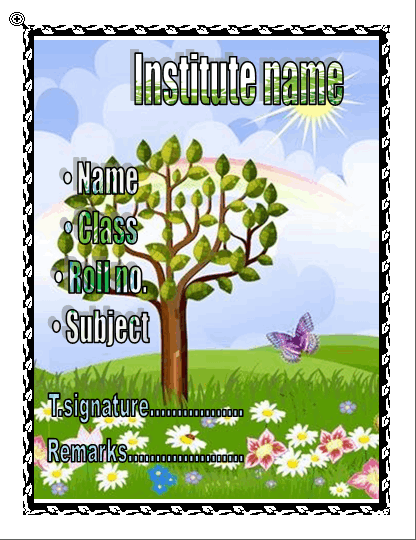 Institute name
• Name
• Class
• Roll no.
• Subject
T.signature.................
Remarks.....................